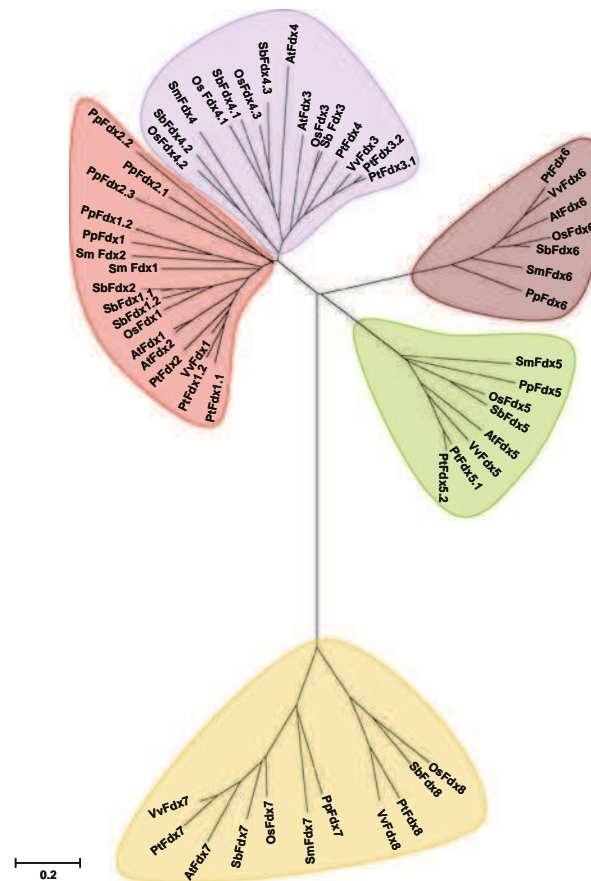 PpFdx2.2
PpFdx2.1
PpFdx2.3
PpFdx1.2
PpFdx1
Sm Fdx2
Sm Fdx1
SbFdx2
SbFdx1.1
SbFdx1.2
OsFdx1
AtFdx1
AtFdx2
PtFdx2
VvFdx1
PtFdx1.2
PtFdx1.1
OsFdx4.2
SbFdx4.2
SmFdx4
Os Fdx4.1
SbFdx4.1
OsFdx4.3
SbFdx4.3
AtFdx4
AtFdx3
OsFdx3
Sb Fdx3
PtFdx4
VvFdx3
PtFdx3.2
PtFdx3.1
PtFdx6
VvFdx6
AtFdx6
OsFdx6
SbFdx6
SmFdx6
PpFdx6
SmFdx5
PpFdx5
OsFdx5
SbFdx5
AtFdx5
VvFdx5
PtFdx5.1
PtFdx5.2
VvFdx7
PtFdx7
AtFdx7
SbFdx7
OsFdx7
SmFdx7
PpFdx7
VvFdx8
PtFdx8
SbFdx8
OsFdx8
0.2